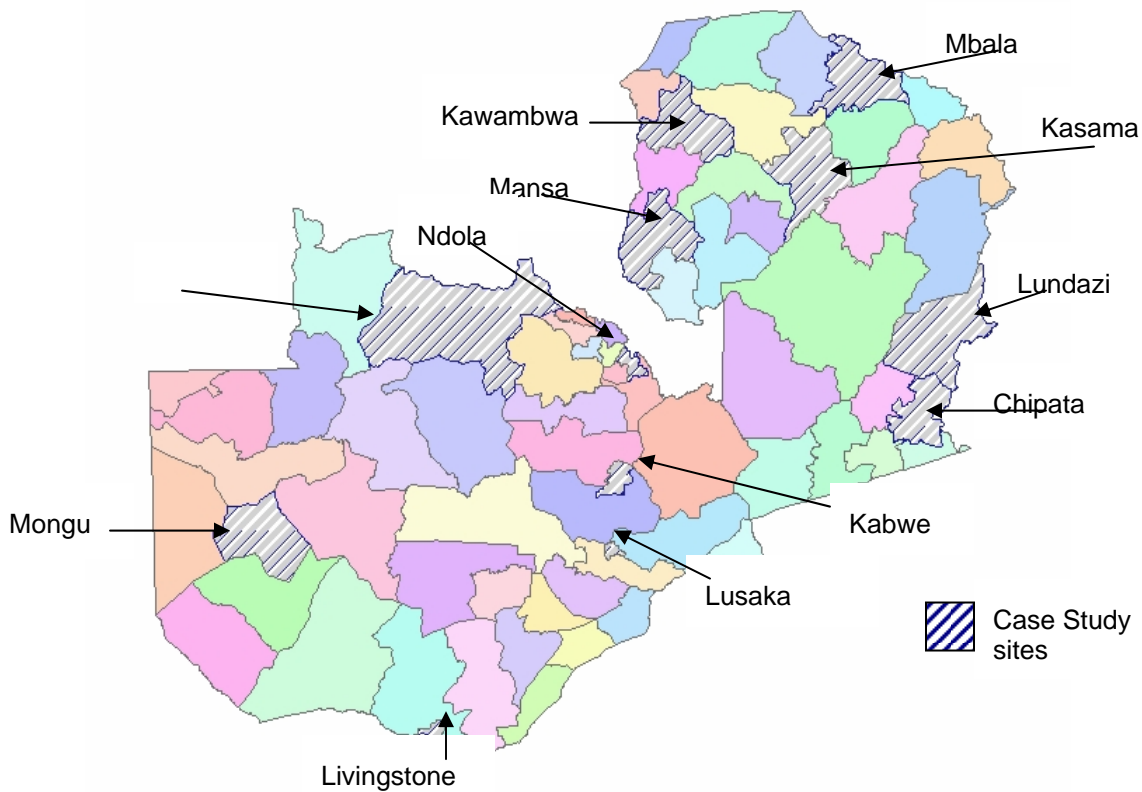 Mbala
Kawambwa
Kasama
Mansa
Ndola
Lundazi
Chipata
Mongu
Kabwe
Lusaka
Case Study
sites
Livingstone